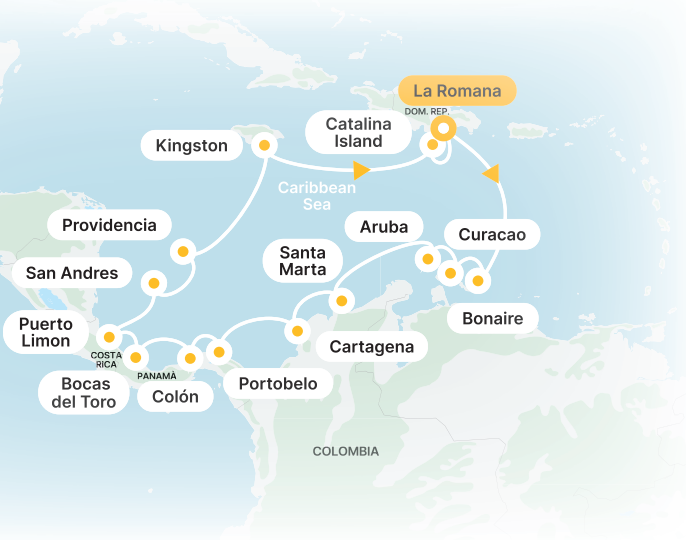 La Romana
DOM. REP.
Catalina
Island
Kingston
Caribbean
Sea
Providencia
Aruba
Curacao
Santa
Marta
San Andres
Puerto
Limon
Bonaire
Cartagena
COSTA
RICA
PANAMÀ
Bocas
del Toro
Colón
Portobelo
COLOMBIA